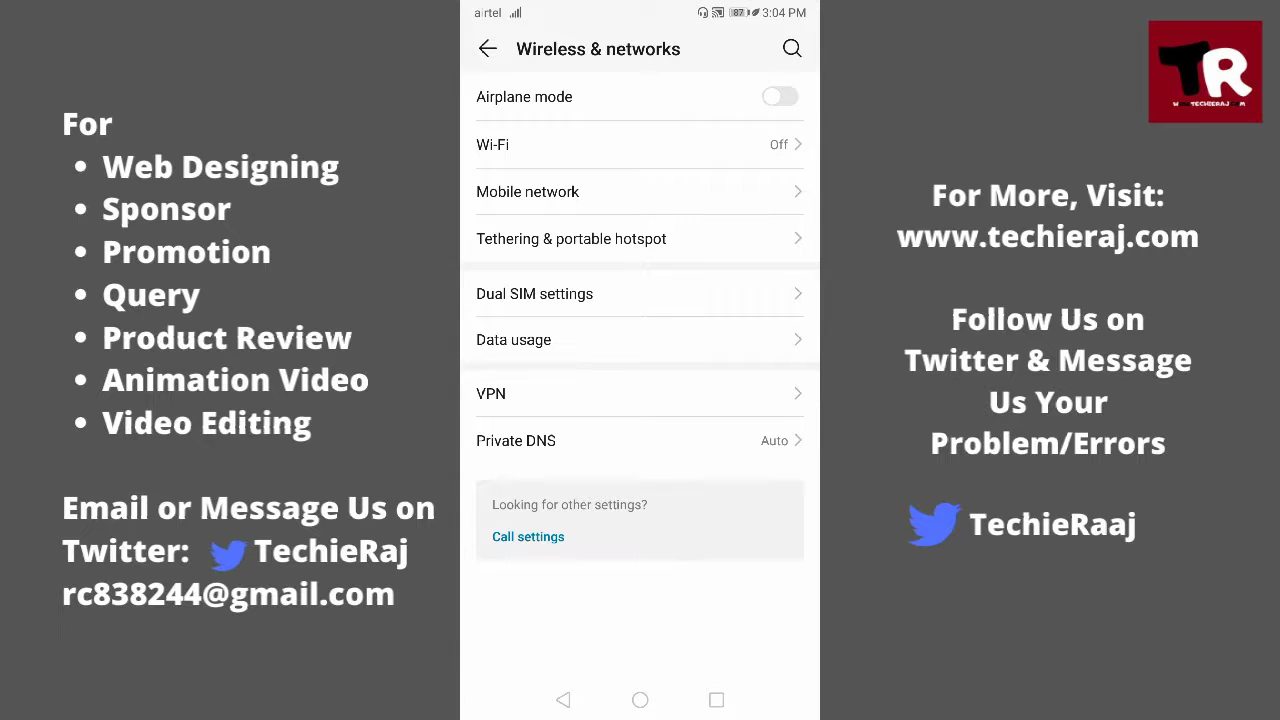 For
Web Designing
Sponsor
Promotion
Query
Product Review
Animation Video
Video Editing
Email or Message Us on
Twitter: TechieRaj
rc838244@gmail.com
airtel 87 3:04 PM
Wireless & networks
Airplane mode
Wi-Fi Off
Mobile network
Tethering & portable hotspot
Dual SIM settings
Data usage
VPN
Private DNS Auto
Looking for other settings?
Call settings
TR
For More, Visit:
www.techieraj.com
Follow Us on
Twitter & Message
Us Your
Problem/Errors
TechieRaaj